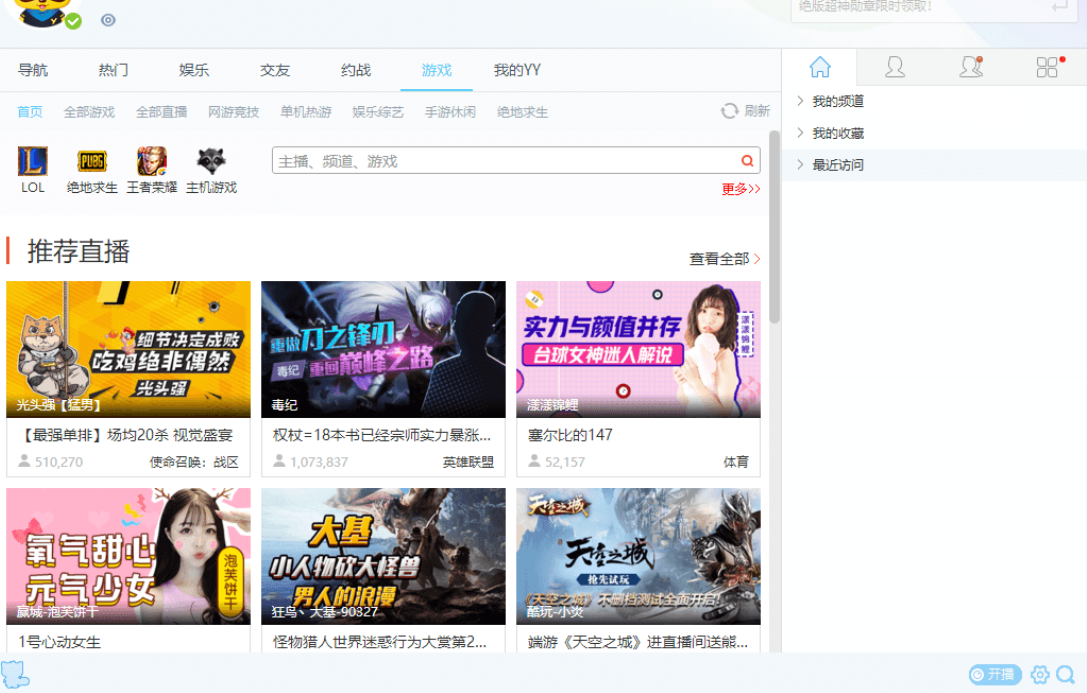 绝版超神勋章限时领取!
导航 热门 娱乐 交友 约战 游戏 我的YY
首页 全部游戏 全部直播 网游竞技 单机热游 娱乐综艺 手游休闲 绝地求生 刷新
我的频道
我的收藏
最近访问
主播、频道、游戏
LOL 绝地求生 王者荣耀 主机游戏
更多>>
推荐直播
查看全部
细节决定成败
吃鸡绝非偶然
光头强
光头强【猛男】
【最强单排】场均20杀 视觉盛宴
510,270 使命召唤：战区
重做刀之锋刃
毒纪 重回巅峰之路
毒纪
权杖=18本书已经宗师实力暴涨...
1,073,837 英雄联盟
实力与颜值并存
台球女神迷人解说
漾漾锦鲤
漾漾锦鲤
塞尔比的147
52,157 体育
氧气甜心
元气少女
泡芙饼干
赢城-泡芙饼干
1号心动女生
大基
小人物砍大怪兽
男人的浪漫
狂鸟丶大基-90327
怪物猎人世界迷惑行为大赏第2...
天空之城
天空之城
抢先试玩
《天空之城》不删档测试全面开启!
酷玩-小炎
端游《天空之城》进直播间送熊...
开播